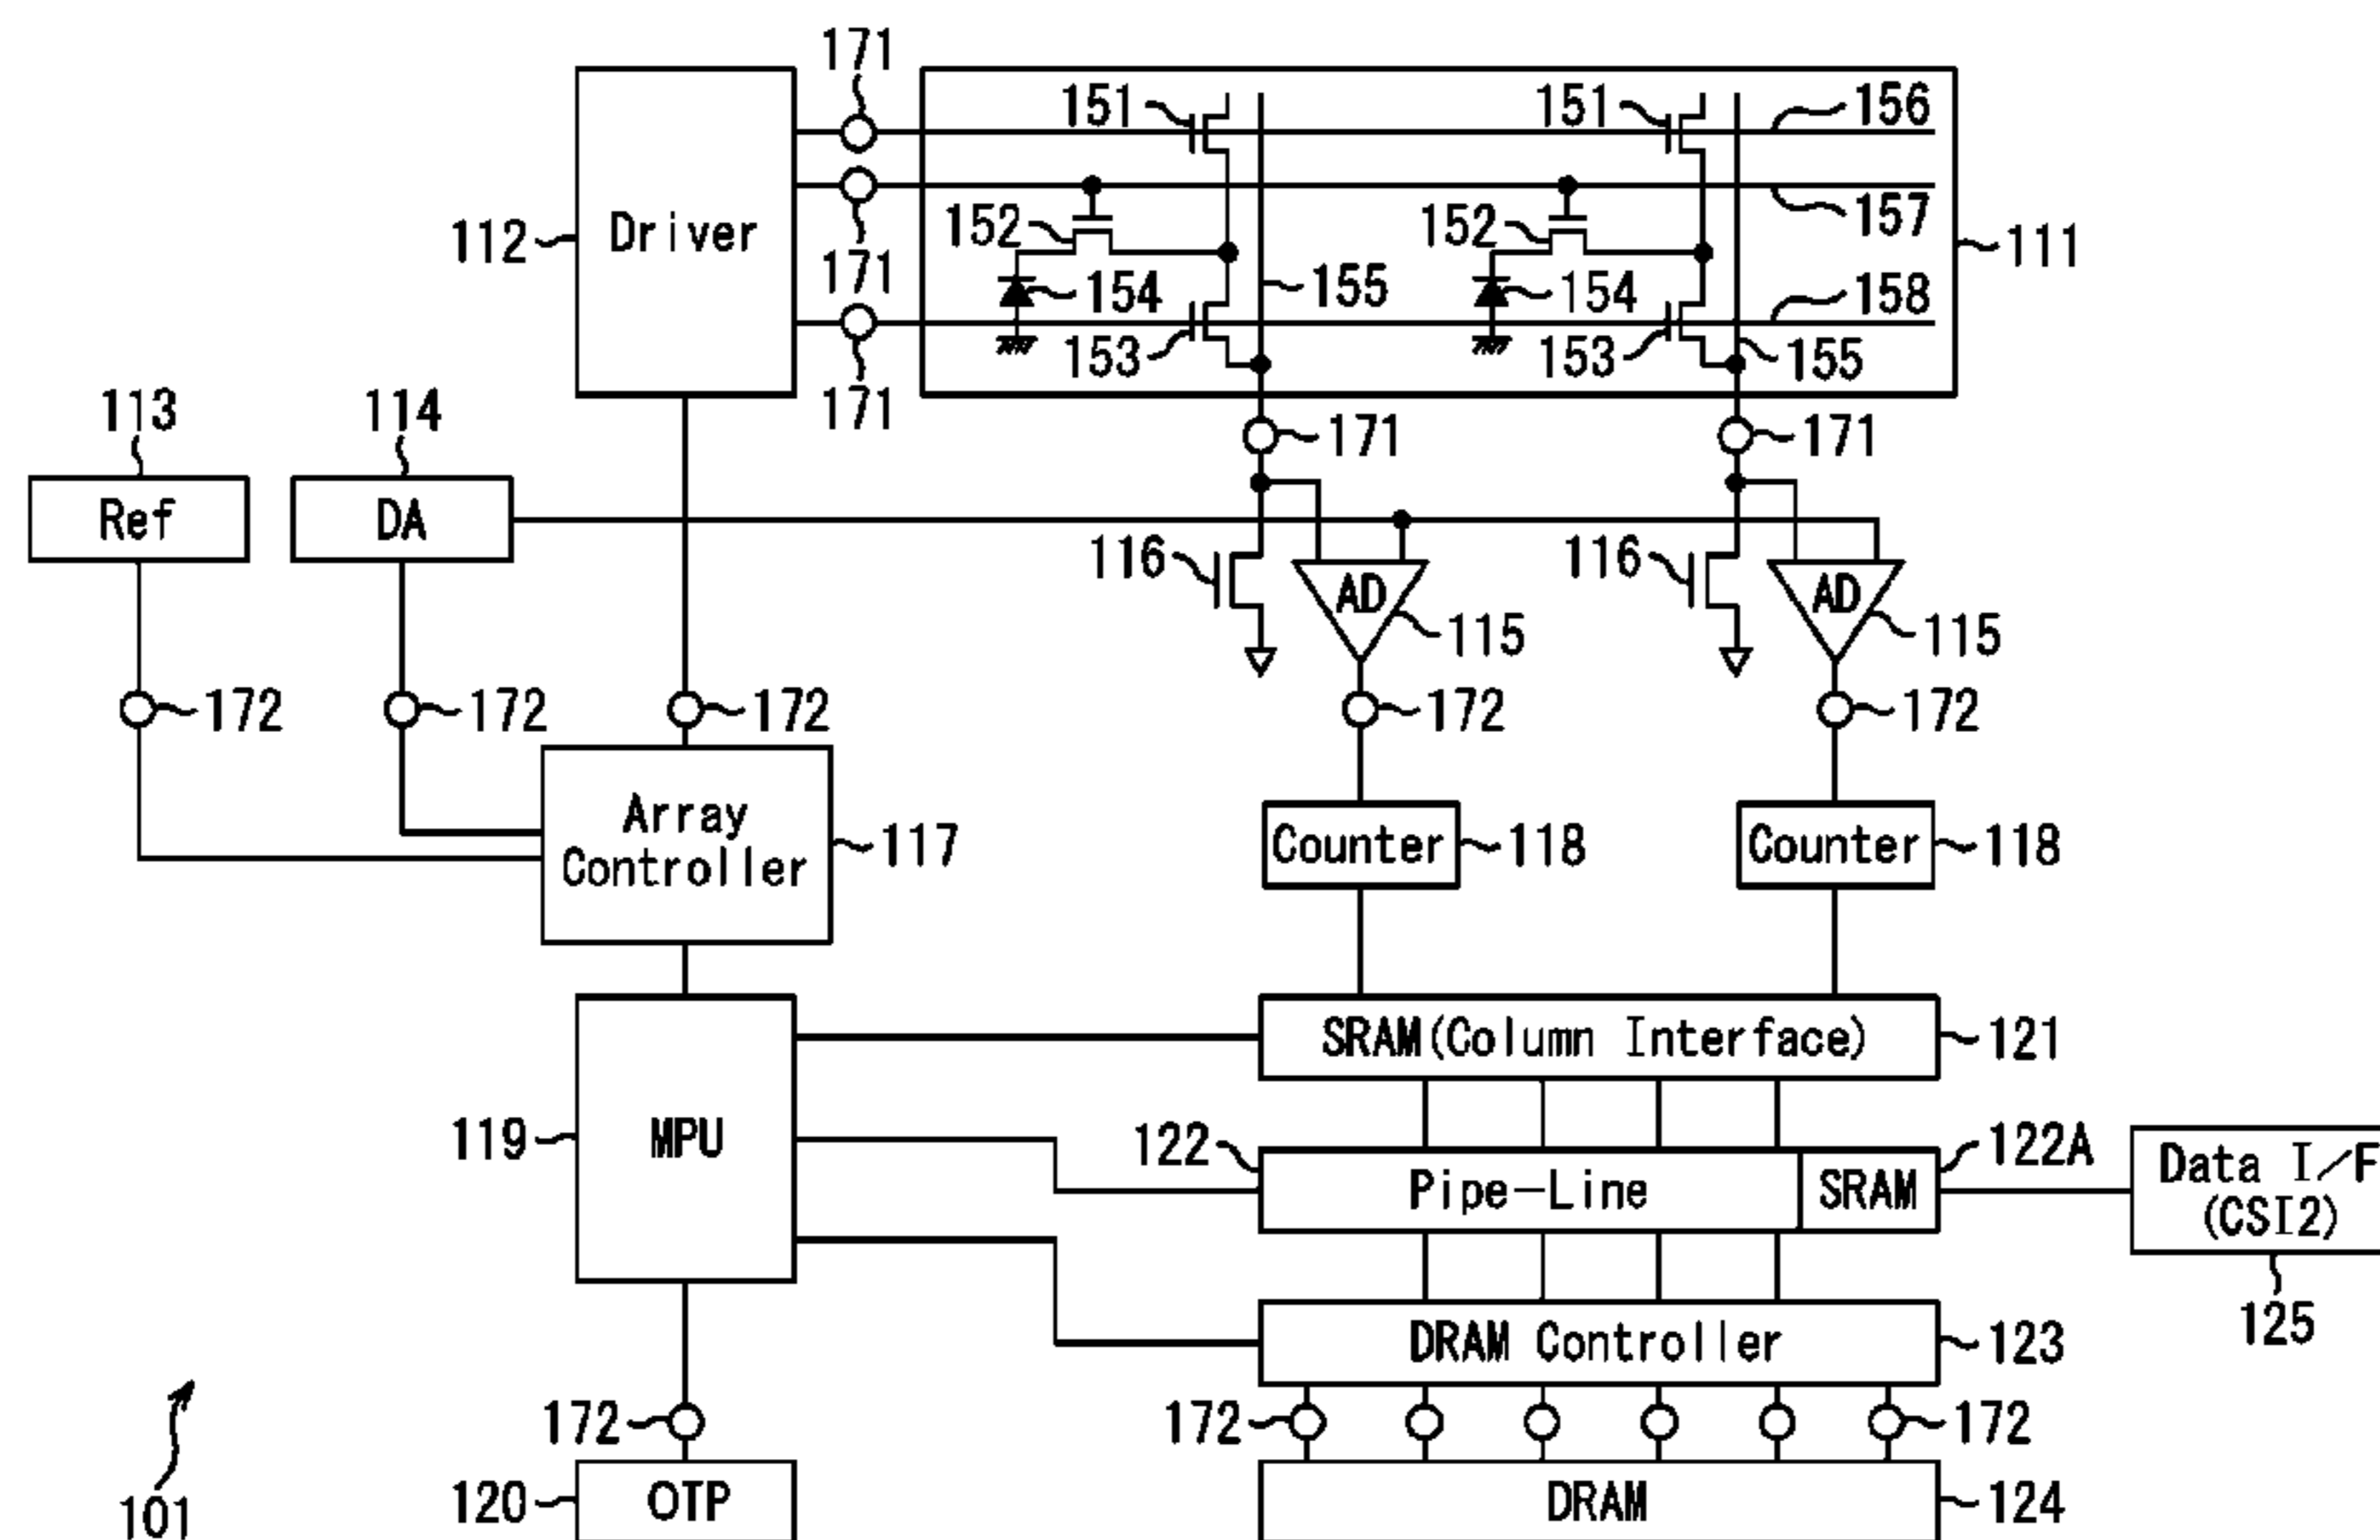 171
151
151
156
112
Driver
171
152
152
157
111
171
154
155
154
158
153
153
155
171
113
114
171
171
Ref
DA
116
AD
115
116
AD
115
172
172
172
172
172
Array
Controller
117
Counter
118
Counter
118
SRAM(Column Interface)
121
119
MPU
122
Pipe-Line
SRAM
122A
Data I/F
(CSI2)
125
DRAM Controller
123
172
172
172
101
120
OTP
DRAM
124